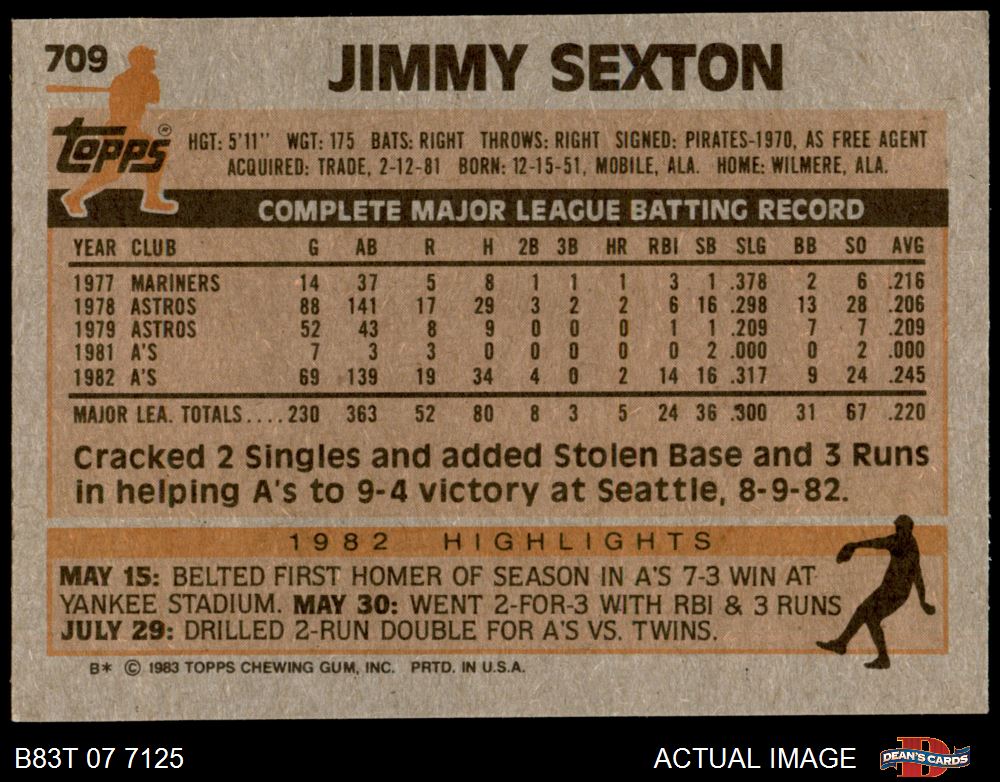 709
JIMMY SEXTON
Topps®
HGT: 5'11" WGT: 175 BATS: RIGHT THROWS: RIGHT SIGNED: PIRATES-1970, AS FREE AGENT
ACQUIRED: TRADE, 2-12-81 BORN: 12-15-51, MOBILE, ALA. HOME: WILMERE, ALA.
COMPLETE MAJOR LEAGUE BATTING RECORD
YEAR CLUB G AB R H 2B 3B HR RBI SB SLG BB SO AVG
1977 MARINERS 14 37 5 8 1 1 1 3 1 .378 2 6 .216
1978 ASTROS 88 141 17 29 3 2 2 6 16 .298 13 28 .206
1979 ASTROS 52 43 8 9 0 0 0 1 1 .209 7 7 .209
1981 A'S 7 3 3 0 0 0 0 0 2 .000 0 2 .000
1982 A'S 69 139 19 34 4 0 2 14 16 .317 9 24 .245
MAJOR LEA. TOTALS.... 230 363 52 80 8 3 5 24 36 .300 31 67 .220
Cracked 2 Singles and added Stolen Base and 3 Runs
in helping A's to 9-4 victory at Seattle, 8-9-82.
1982 HIGHLIGHTS
MAY 15: BELTED FIRST HOMER OF SEASON IN A'S 7-3 WIN AT
YANKEE STADIUM. MAY 30: WENT 2-FOR-3 WITH RBI & 3 RUNS
JULY 29: DRILLED 2-RUN DOUBLE FOR A'S VS. TWINS.
B* © 1983 TOPPS CHEWING GUM, INC. PRTD. IN U.S.A.
B83T 07 7125 ACTUAL IMAGE DEAN'S CARDS